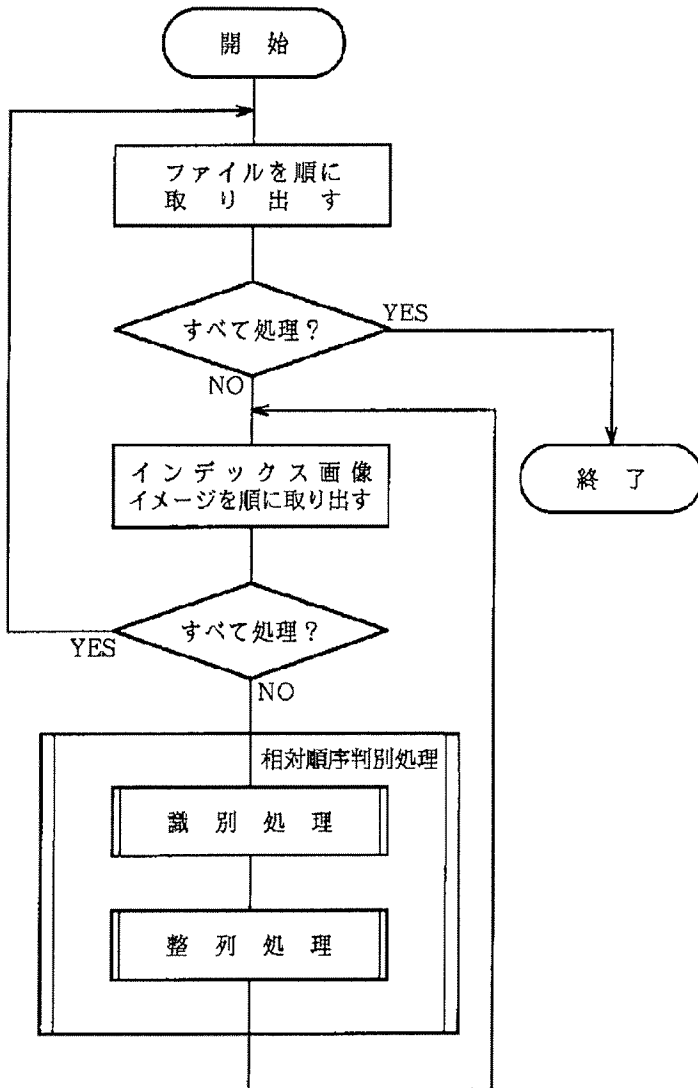 開 始
ファイルを順に
取 り 出 す
すべて処理?
YES
NO
インデックス画像
イメージを順に取り出す
終 了
すべて処理?
YES
NO
相対順序判別処理
識 別 処 理
整 列 処 理